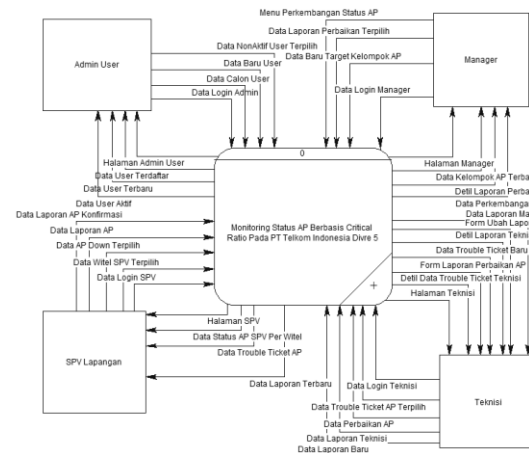 Menu Perkembangan Status AP
Data Laporan Perbaikan Terpilih
Data NonAktif User Terpilih
Data Baru Target Kelompok AP
Data Baru User
Data Calon User
Data Login Manager
Data Login Admin
Admin User
Manager
0
Halaman Admin User
Halaman Manager
Data User Terdaftar
Data Kelompok AP Terba
Data User Terbaru
Detil Laporan Perba
Data User Aktif
Data Perkembangan
Data Laporan AP Konfirmasi
Data Laporan Ma
Data Laporan AP
Form Ubah Lapor
Monitoring Status AP Berbasis Critical
Ratio Pada PT Telkom Indonesia Divre 5
Data AP Down Terpilih
Detil Laporan Teknis
Data Witel SPV Terpilih
Data Trouble Ticket Baru
Data Login SPV
Form Laporan Perbaikan AP
Detil Data Trouble Ticket Teknisi
Halaman Teknisi
+
Halaman SPV
Data Status AP SPV Per Witel
Data Trouble Ticket AP
SPV Lapangan
Teknisi
Data Laporan Terbaru
Data Login Teknisi
Data Trouble Ticket AP Terpilih
Data Perbaikan AP
Data Laporan Teknisi
Data Laporan Baru